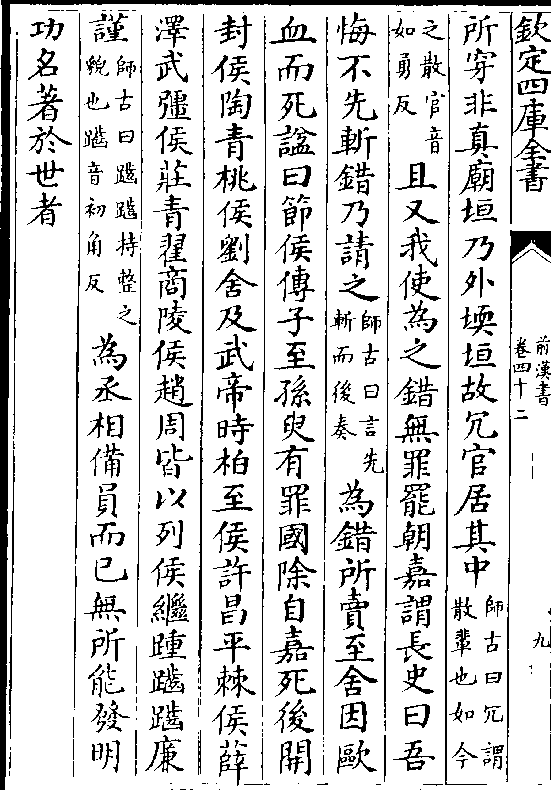 欽定四庫全書
前漢書
卷四十二
九
所穿非真廟垣乃外堧垣故冗官居其中師古曰冗謂散輩也如今
之散官音如勇反且又我使為之錯無罪罷朝嘉謂長史曰吾
悔不先斬錯乃請之師古曰言先斬而後奏為錯所賣至舍因歐
血而死諡曰節侯傳子至孫臾有罪國除自嘉死後開
封侯陶青桃侯劉舍及武帝時柏至侯許昌平棘侯薛
澤武彊侯莊青翟商陵侯趙周皆以列侯繼踵齪齪廉
謹師古曰齪齪持整之貌也齪音初角反為丞相備員而已無所能發明
功名著於世者